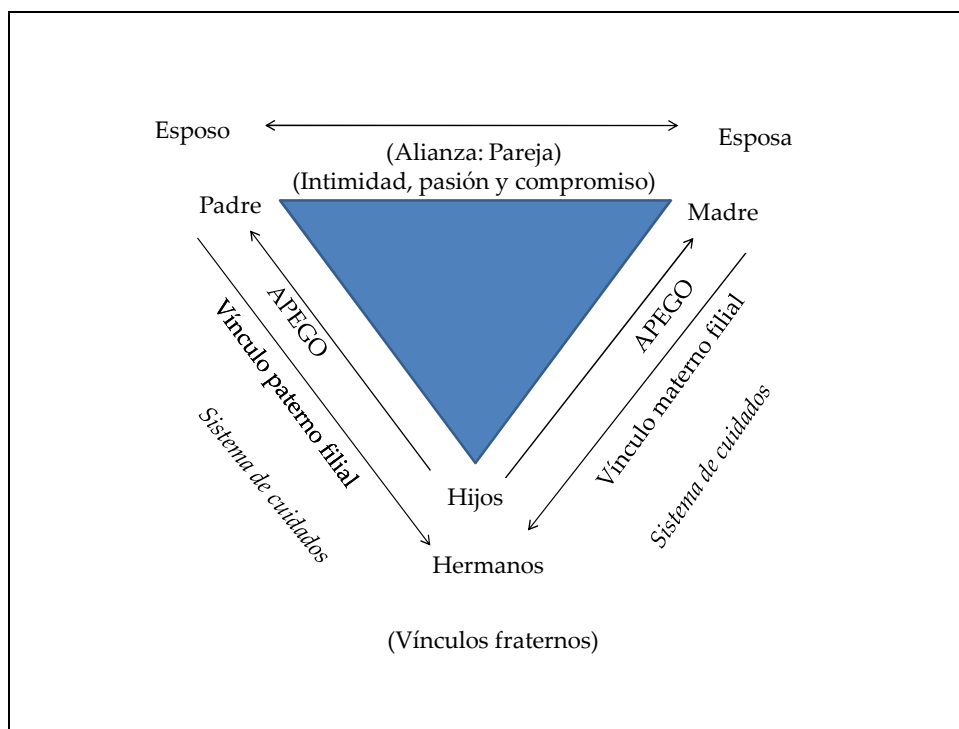 Esposo
Esposa
(Alianza: Pareja)
(Intimidad, pasión y compromiso)
Padre
Madre
APEGO
APEGO
Vínculo paterno filial
Vínculo materno filial
Sistema de cuidados
Sistema de cuidados
Hijos
Hermanos
(Vínculos fraternos)